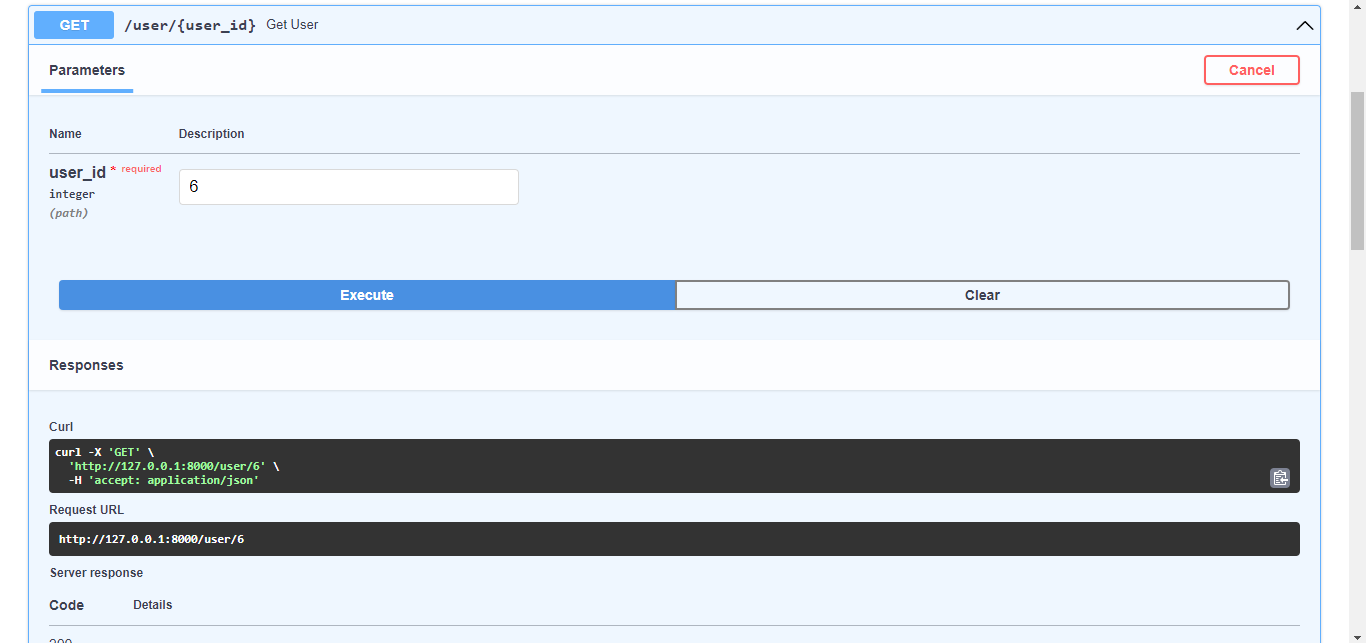 GET /user/{user_id} Get User
Parameters
Cancel
Name Description
user_id * required
integer
(path)
6
Execute Clear
Responses
Curl
curl -X 'GET' \
'http://127.0.0.1:8000/user/6' \
-H 'accept: application/json'
Request URL
http://127.0.0.1:8000/user/6
Server response
Code Details